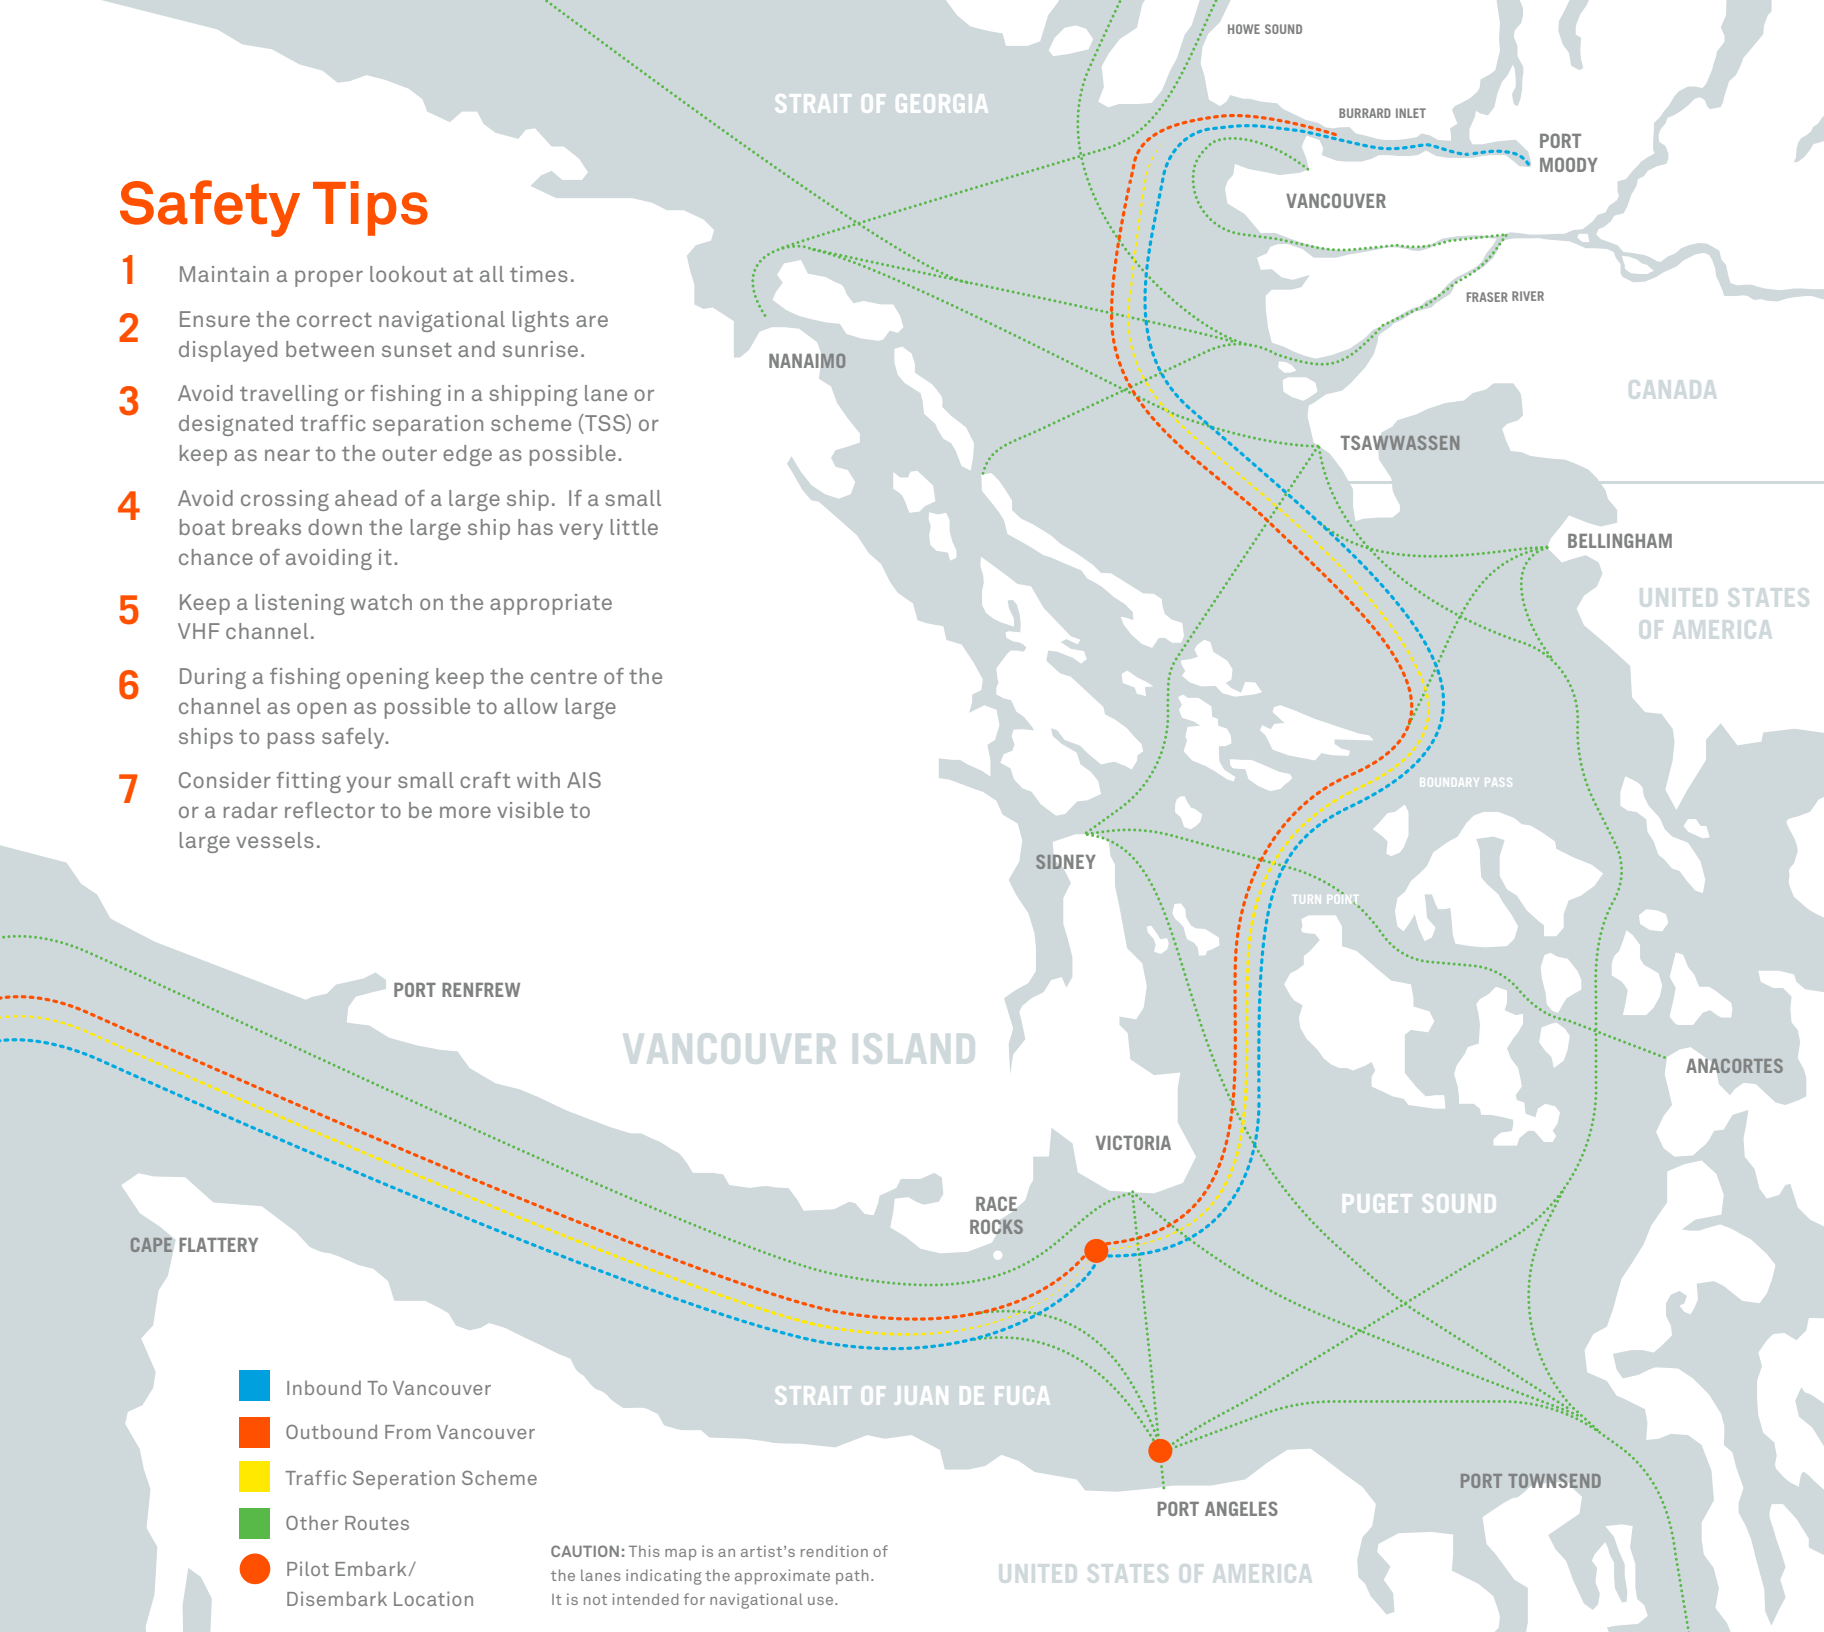 HOWE SOUND
STRAIT OF GEORGIA
BURRARD INLET
PORT
MOODY
VANCOUVER
Safety Tips
1 Maintain a proper lookout at all times.
2 Ensure the correct navigational lights are
displayed between sunset and sunrise.
3 Avoid travelling or fishing in a shipping lane or
designated traffic separation scheme (TSS) or
keep as near to the outer edge as possible.
4 Avoid crossing ahead of a large ship.  If a small
boat breaks down the large ship has very little
chance of avoiding it.
5 Keep a listening watch on the appropriate
VHF channel.
6 During a fishing opening keep the centre of the
channel as open as possible to allow large
ships to pass safely.
7 Consider fitting your small craft with AIS
or a radar reflector to be more visible to
large vessels.
FRASER RIVER
NANAIMO
CANADA
TSAWWASSEN
BELLINGHAM
UNITED STATES
OF AMERICA
BOUNDARY PASS
SIDNEY
TURN POINT
PORT RENFREW
VANCOUVER ISLAND
ANACORTES
VICTORIA
RACE
ROCKS
PUGET SOUND
CAPE FLATTERY
STRAIT OF JUAN DE FUCA
PORT TOWNSEND
PORT ANGELES
UNITED STATES OF AMERICA
Inbound To Vancouver
Outbound From Vancouver
Traffic Seperation Scheme
Other Routes
Pilot Embark/
Disembark Location
CAUTION: This map is an artist's rendition of
the lanes indicating the approximate path.
It is not intended for navigational use.